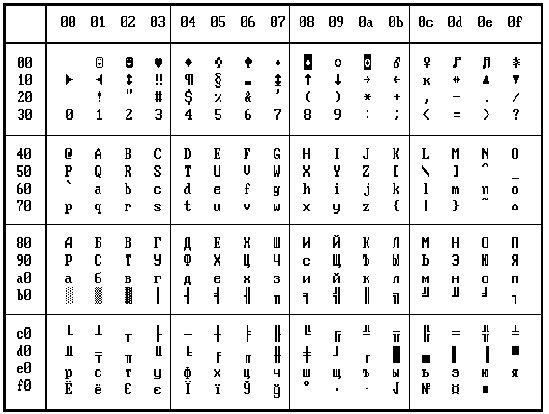 00 01 02 03 04 05 06 07 08 09 0a 0b 0c 0d 0e 0f
00 ☺ ☻ ♥ ♦ ♣ ♠ • ◘ ○ ◙ ♂ ♀ ♪ ♫ ☼
10 ► ◄ ↕ ‼ ¶ § ▬ ↨ ↑ ↓ → ← к # ▲ ▼
20 ! " # $ % & ' ( ) * + , - . /
30 0 1 2 3 4 5 6 7 8 9 : ; < = > ?
40 @ A B C D E F G H I J K L M N O
50 P Q R S T U V W X Y Z [ \ ] ^ _
60 ` a b c d e f g h i j k l m n o
70 p q r s t u v w x y z { | } ~ ⌂
80 А Б В Г Д Е Ж Ш И Й К Л М Н О П
90 Р С Т У Ф Х Ц Ч с Щ Ъ Ы Ь Э Ю Я
a0 а б в г д е ж з и й к л м н о п
b0 ░ ▒ ▓ │ ┤ ╡ ╢ ╖ ╕ ╣ ║ ╗ ╝ ╜ ╛ ┐
c0 └ ┴ ┬ ├ ─ ┼ ╞ ╟ ╚ ╔ ╩ ╦ ╠ ═ ╬ ╧
d0 ╨ ╤ ╥ ╙ ╘ ╒ ╓ ╫ ╪ ┘ ┌ █ ▄ ▌ ▐ ▀
e0 р с т у ф х ц ч ш щ ъ ы ь э ю я
f0 Ё ё Є є Ї ї Ў ў ° ∙ · √ № ¤ ■